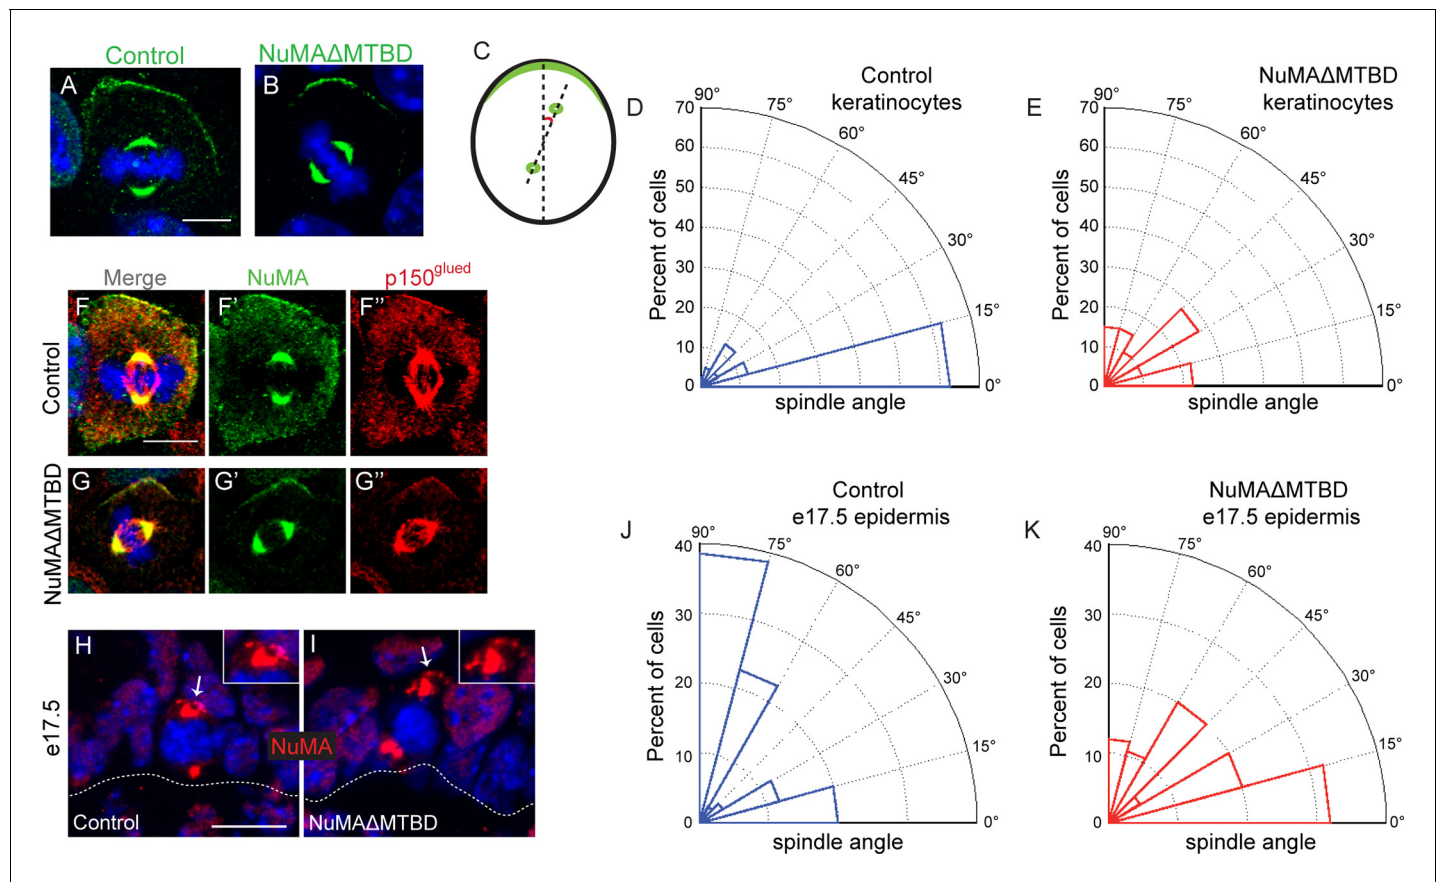 Control
NuMAΔMTBD
A
B
C
Control
keratinocytes
D
90°
75°
60°
45°
30°
15°
0°
70
60
50
40
30
20
10
0
Percent of cells
spindle angle
NuMAΔMTBD
keratinocytes
E
90°
75°
60°
45°
30°
15°
0°
70
60
50
40
30
20
10
0
Percent of cells
spindle angle
Merge
NuMA
p150glued
Control
F
F’
F’’
NuMAΔMTBD
G
G’
G’’
e17.5
H
I
NuMA
Control
NuMAΔMTBD
Control
e17.5 epidermis
J
90°
75°
60°
45°
30°
15°
0°
40
30
20
10
0
Percent of cells
spindle angle
NuMAΔMTBD
e17.5 epidermis
K
90°
75°
60°
45°
30°
15°
0°
40
30
20
10
0
Percent of cells
spindle angle